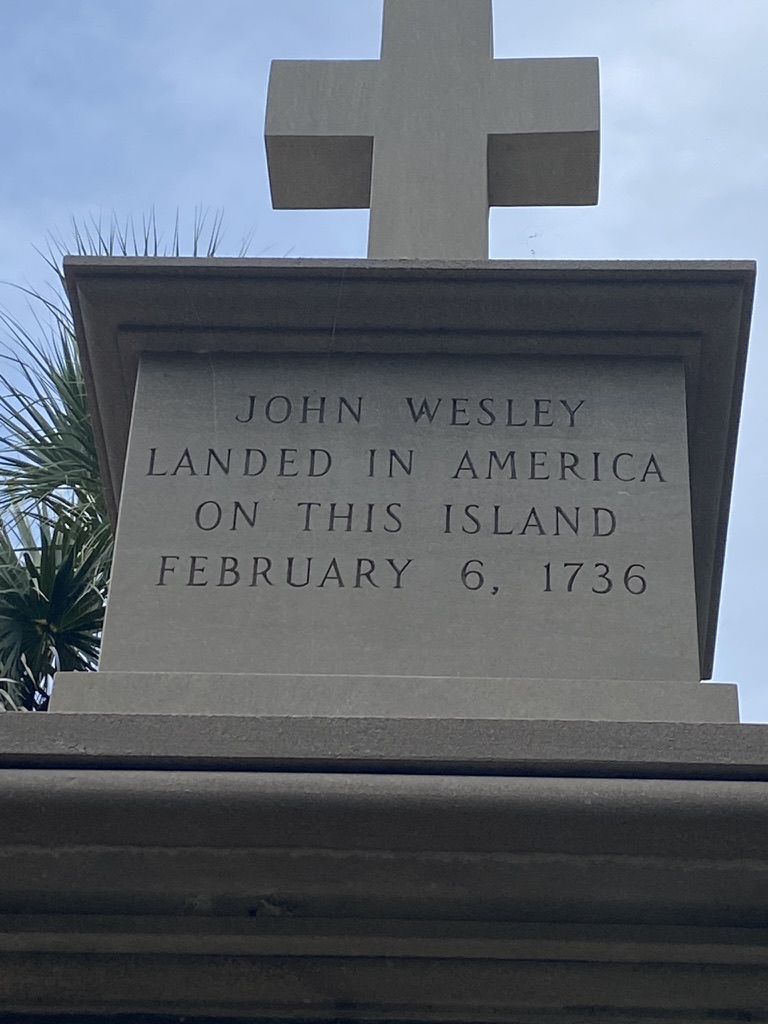 JOHN WESLEY
LANDED IN AMERICA
ON THIS ISLAND
FEBRUARY 6, 1736